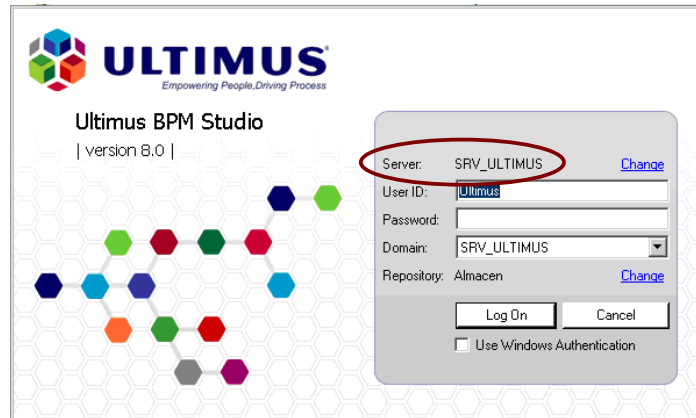 ULTIMUS
Empowering People,Driving Process
Ultimus BPM Studio
| version 8.0 |
Server: SRV_ULTIMUS Change
User ID: Ultimus
Password:
Domain: SRV_ULTIMUS
Repository: Almacen Change
Log On Cancel
Use Windows Authentication